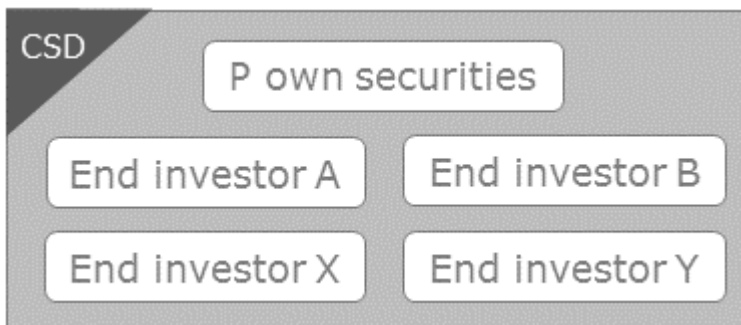 CSD
P own securities
End investor A
End investor B
End investor X
End investor Y